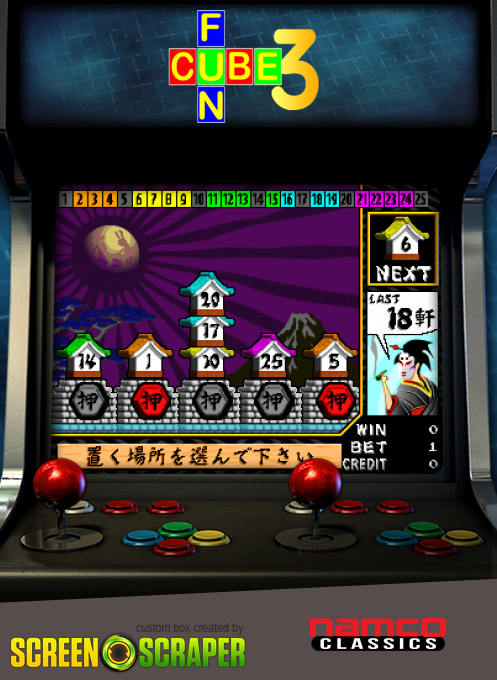 FUN
CUBE 3
1 2 3 4 5 6 7 8 9 10 11 12 13 14 15 16 17 18 19 20 21 22 23 24 25
6
NEXT
LAST
18軒
20
17
14 1 10 25 5
押 押 押 押 押
WIN 0
BET 1
CREDIT 0
置く場所を選んで下さい
custom box created by
SCREEN SCRAPER
namco
CLASSICS